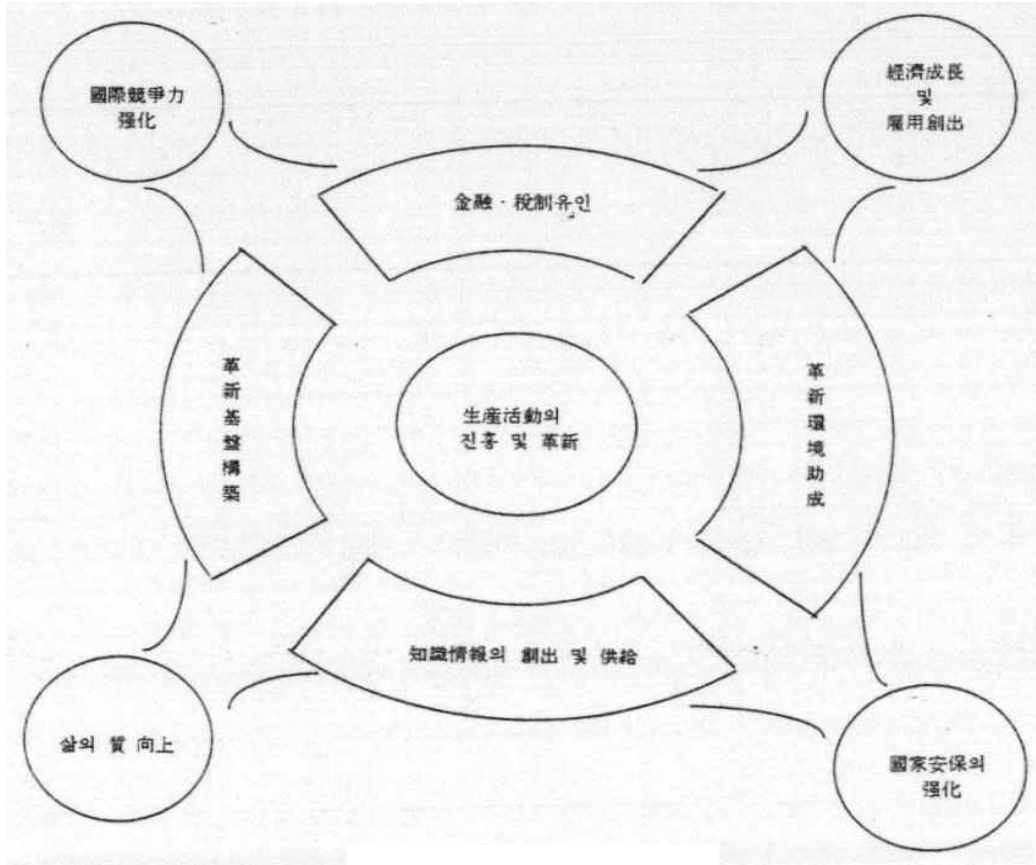 國際競爭力
强化
經濟成長
및
雇用創出
金融·稅制유인
革新基盤構築
生産活動의
진흥 및 革新
革新環境助成
知識情報의 創出 및 供給
삶의 質 向上
國家安保의
强化